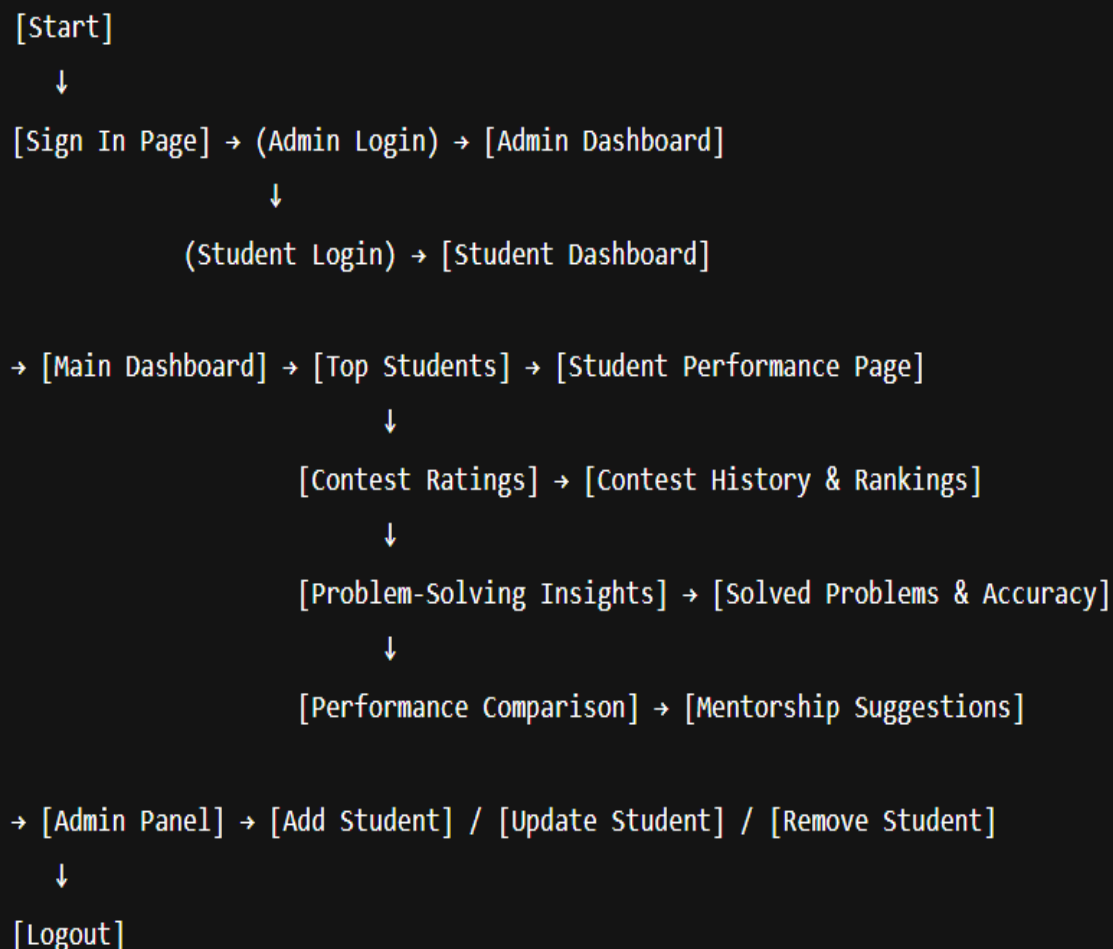 [Start]
↓
[Sign In Page] → (Admin Login) → [Admin Dashboard]
↓
(Student Login) → [Student Dashboard]
→ [Main Dashboard] → [Top Students] → [Student Performance Page]
↓
[Contest Ratings] → [Contest History & Rankings]
↓
[Problem-Solving Insights] → [Solved Problems & Accuracy]
↓
[Performance Comparison] → [Mentorship Suggestions]
→ [Admin Panel] → [Add Student] / [Update Student] / [Remove Student]
↓
[Logout]